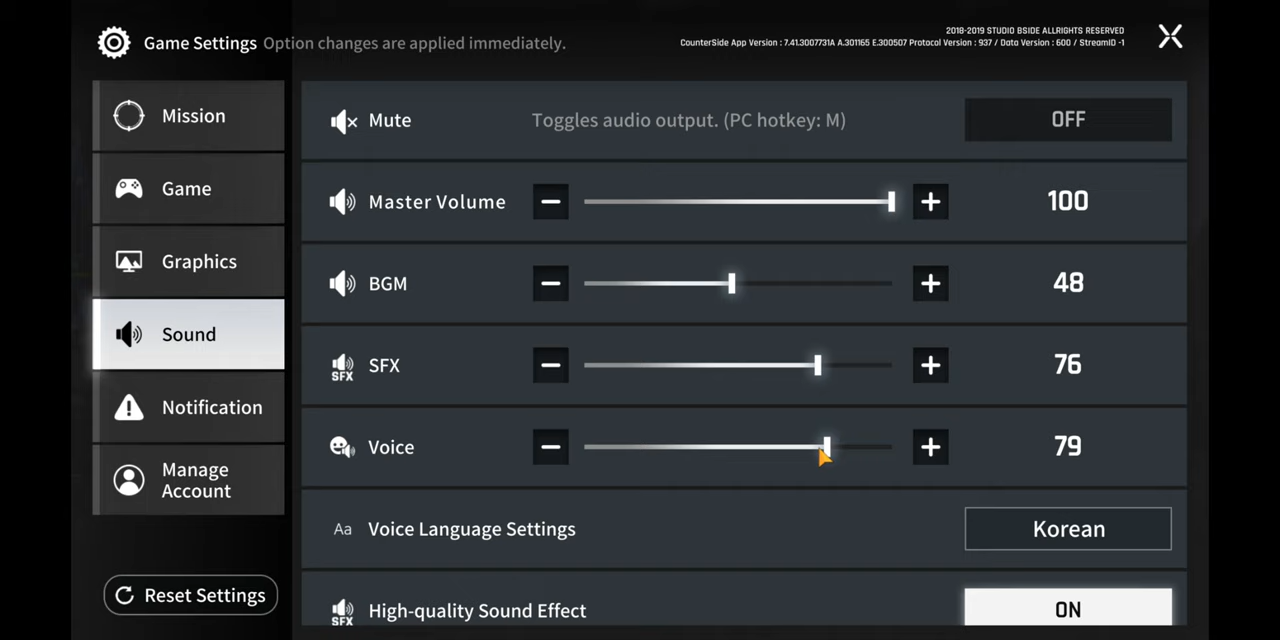 Game Settings Option changes are applied immediately.
2018-2019 STUDIO BSIDE ALLRIGHTS RESERVED
CounterSide App Version : 7.41.3007731A A.301165 E.300507 Protocol Version : 937 / Data Version : 600 / StreamID -1
Mission
Game
Graphics
Sound
Notification
Manage
Account
Reset Settings
Mute Toggles audio output. (PC hotkey: M) OFF
Master Volume 100
BGM 48
SFX SFX 76
Voice 79
Aa Voice Language Settings Korean
SFX High-quality Sound Effect ON